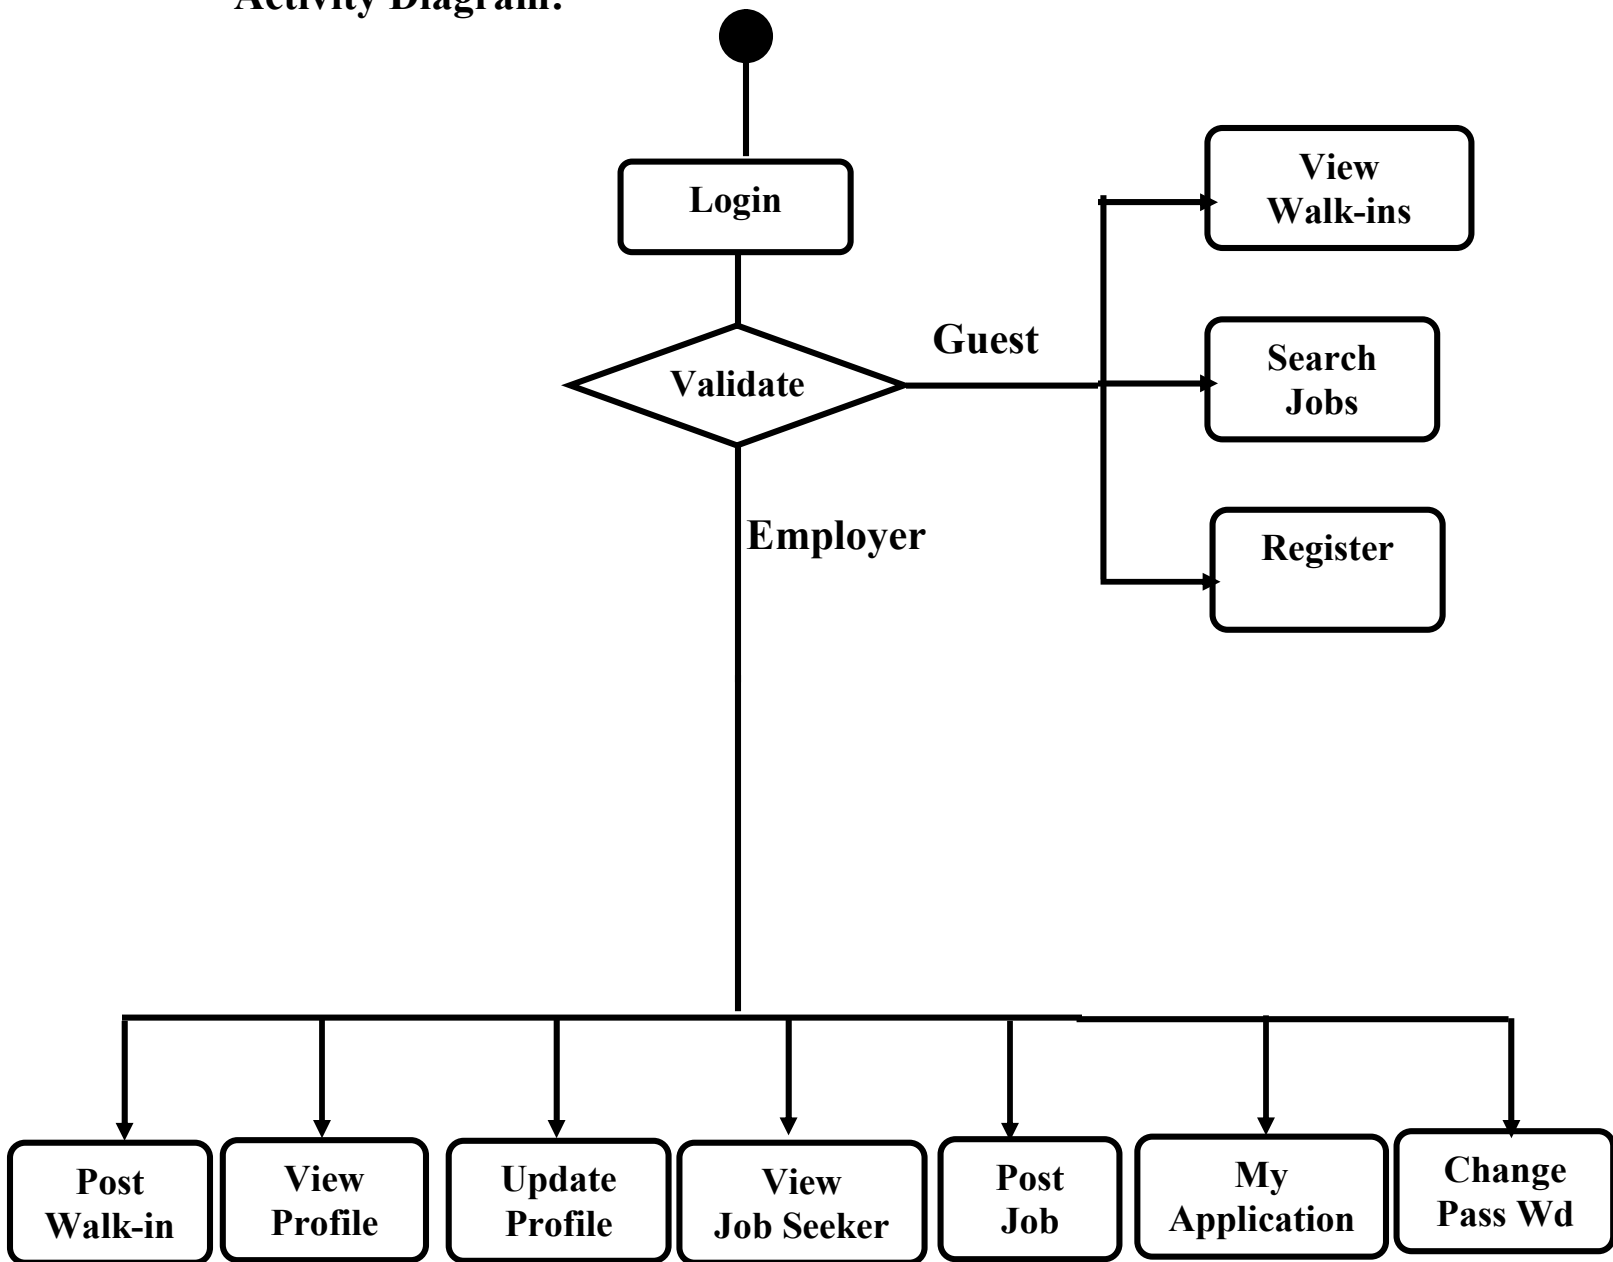 Activity Diagram:
Login
View
Walk-ins
Guest
Validate
Search
Jobs
Employer
Register
Post
Walk-in
View
Profile
Update
Profile
View
Job Seeker
Post
Job
My
Application
Change
Pass Wd